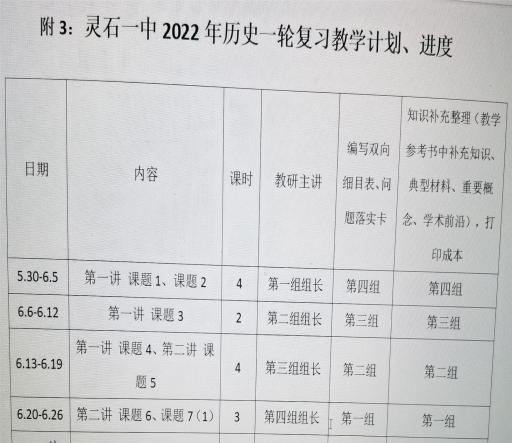 附 3：灵石一中 2022 年历史一轮复习教学计划、进度
日期
内容
课时
教研主讲
编写双向
细目表、问
题落实卡
知识补充整理（教学
参考书中补充知识、
典型材料、重要概
念、学术前沿），打
印成本
5.30-6.5
第一讲 课题 1、课题 2
4
第一组组长
第四组
第四组
6.6-6.12
第一讲 课题 3
2
第二组组长
第三组
第三组
6.13-6.19
第一讲 课题 4、第二讲 课
题 5
4
第三组组长
第二组
第二组
6.20-6.26
第二讲 课题 6、课题 7（1）
3
第四组组长
第一组
第一组